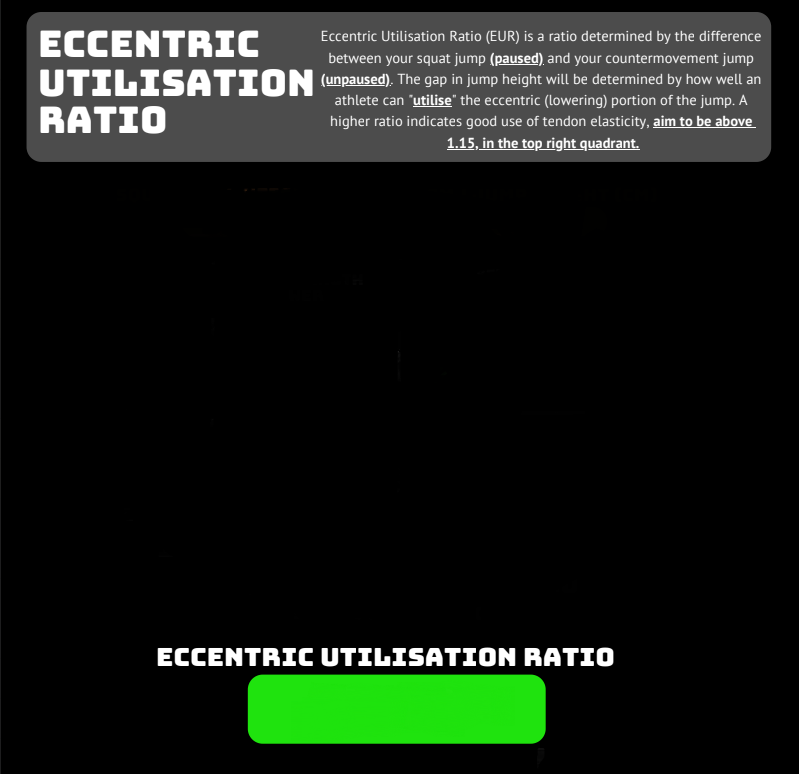 ECCENTRIC
UTILISATION
RATIO
Eccentric Utilisation Ratio (EUR) is a ratio determined by the difference
between your squat jump (paused) and your countermovement jump
(unpaused). The gap in jump height will be determined by how well an
athlete can "utilise" the eccentric (lowering) portion of the jump. A
higher ratio indicates good use of tendon elasticity, aim to be above
1.15, in the top right quadrant.
ECCENTRIC UTILISATION RATIO